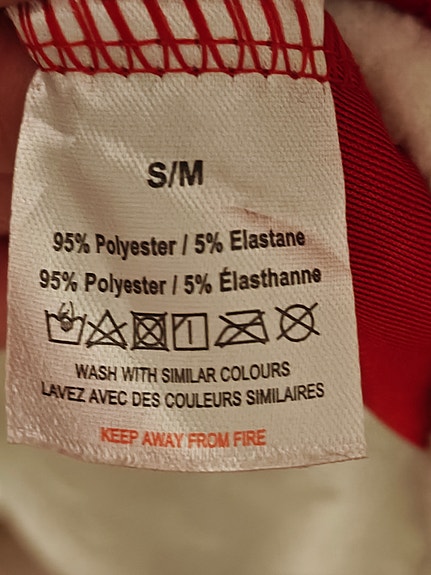 S/M
95% Polyester / 5% Elastane
95% Polyester / 5% Élasthanne
WASH WITH SIMILAR COLOURS
LAVEZ AVEC DES COULEURS SIMILAIRES
KEEP AWAY FROM FIRE